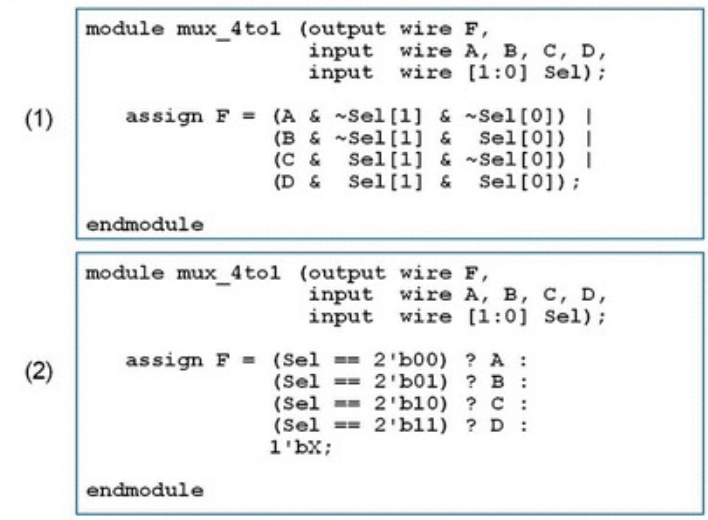 module mux_4to1 (output wire F,
input wire A, B, C, D,
input wire [1:0] Sel);
(1)
assign F = (A & ~Sel[1] & ~Sel[0]) |
(B & ~Sel[1] & Sel[0]) |
(C & Sel[1] & ~Sel[0]) |
(D & Sel[1] & Sel[0]);
endmodule
module mux_4to1 (output wire F,
input wire A, B, C, D,
input wire [1:0] Sel);
(2)
assign F = (Sel == 2'b00) ? A :
(Sel == 2'b01) ? B :
(Sel == 2'b10) ? C :
(Sel == 2'b11) ? D :
1'bX;
endmodule